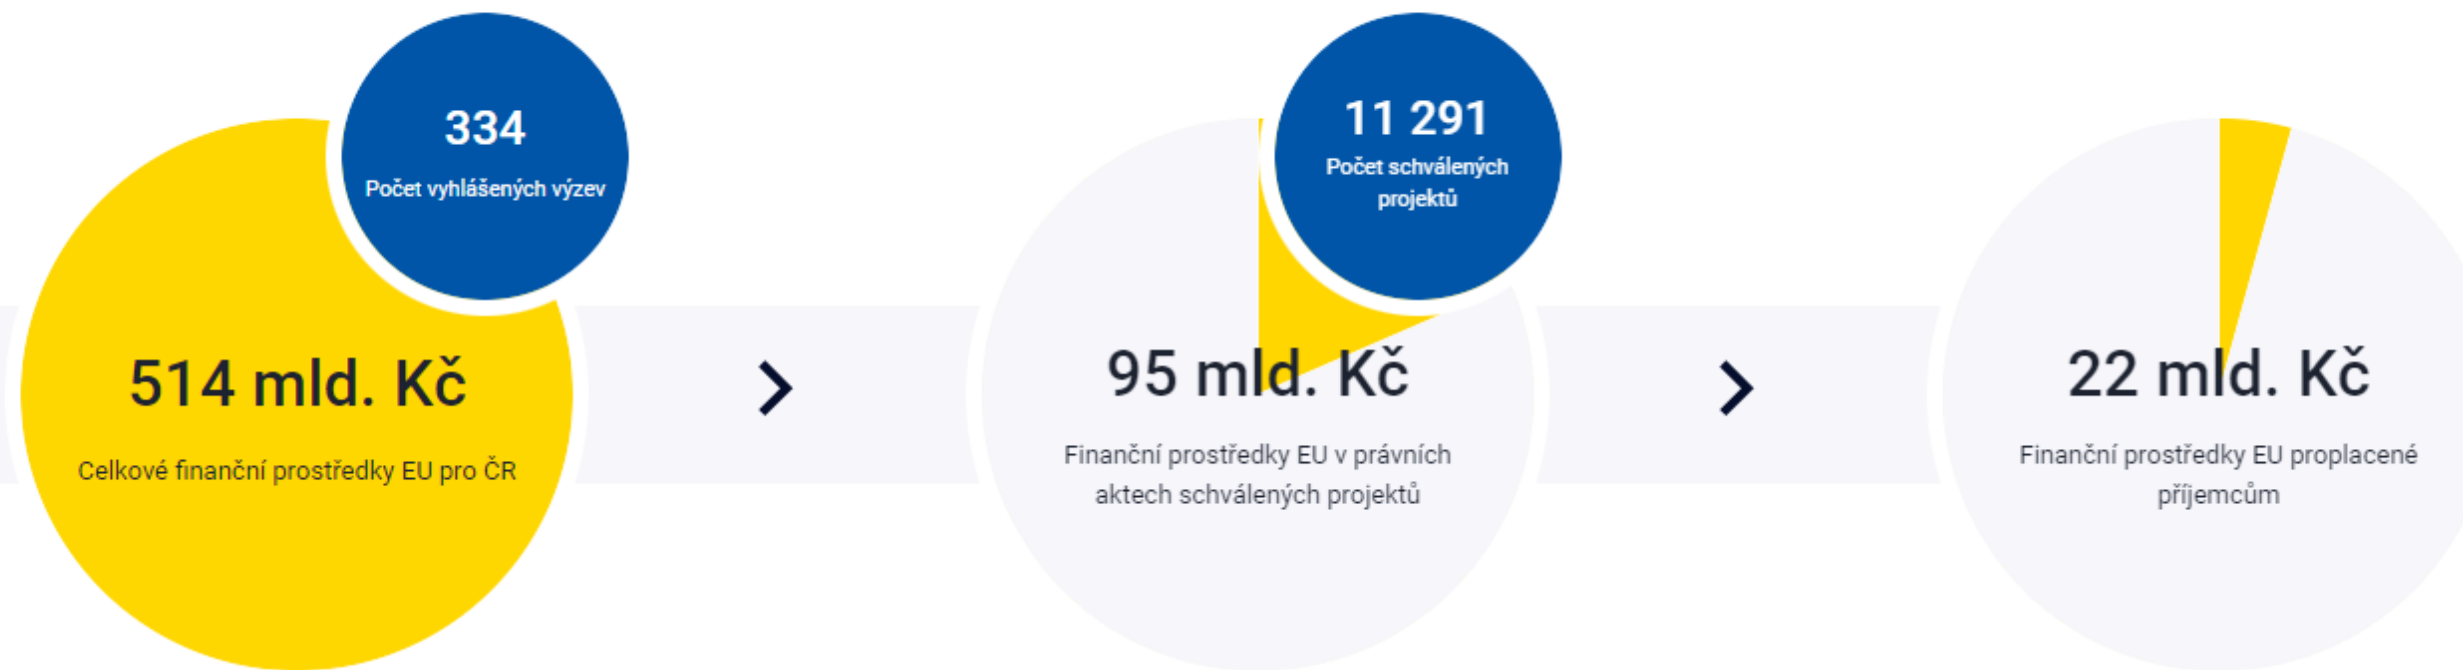 334
Počet vyhlášených výzev
514 mld. Kč
Celkové finanční prostředky EU pro ČR
11 291
Počet schválených
projektů
95 mld. Kč
Finanční prostředky EU v právních
aktech schválených projektů
22 mld. Kč
Finanční prostředky EU proplacené
příjemcům